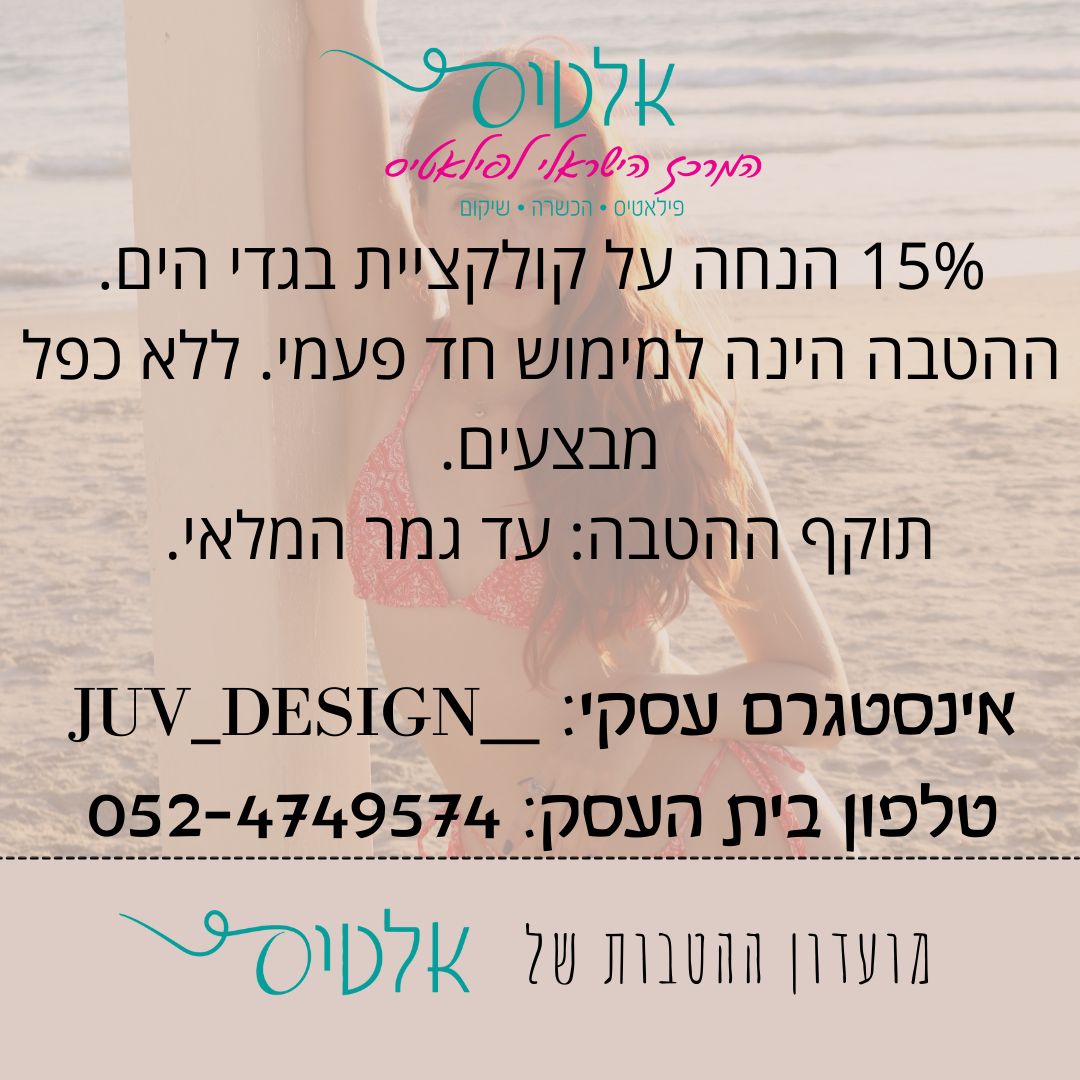 אלטיס
המרכז הישראלי לפילאטיס
פילאטיס • הכשרה • שיקום
15% הנחה על קולקציית בגדי הים.
ההטבה הינה למימוש חד פעמי. ללא כפל
מבצעים.
תוקף ההטבה: עד גמר המלאי.
אינסטגרם עסקי: JUV_DESIGN__
טלפון בית העסק: 052-4749574
מועדון ההטבות של אלטיס